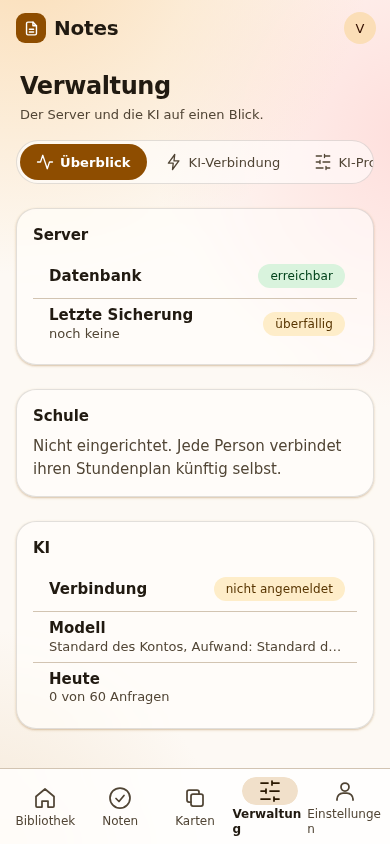 Notes
V
Verwaltung
Der Server und die KI auf einen Blick.
Überblick
KI-Verbindung
KI-Pro
Server
Datenbank
erreichbar
Letzte Sicherung
noch keine
überfällig
Schule
Nicht eingerichtet. Jede Person verbindet
ihren Stundenplan künftig selbst.
KI
Verbindung
nicht angemeldet
Modell
Standard des Kontos, Aufwand: Standard d…
Heute
0 von 60 Anfragen
Bibliothek
Noten
Karten
Verwaltun
g
Einstellunge
n